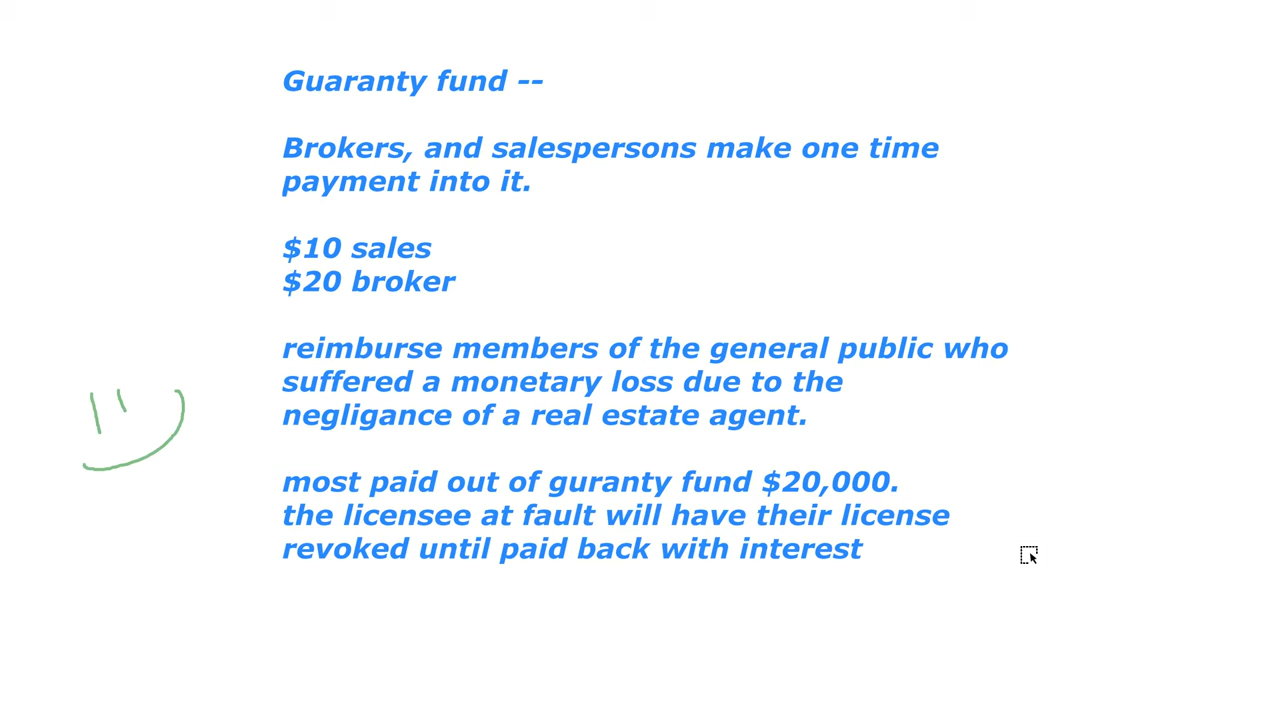 Guaranty fund --
Brokers, and salespersons make one time
payment into it.
$10 sales
$20 broker
reimburse members of the general public who
suffered a monetary loss due to the
negligance of a real estate agent.
most paid out of guranty fund $20,000.
the licensee at fault will have their license
revoked until paid back with interest